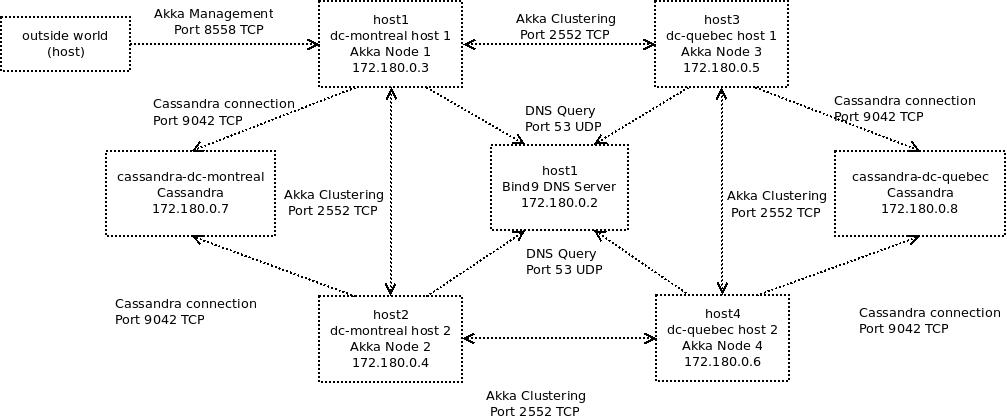 outside world
(host)
Akka Management
Port 8558 TCP
host1
dc-montreal host 1
Akka Node 1
172.180.0.3
Akka Clustering
Port 2552 TCP
host3
dc-quebec host 1
Akka Node 3
172.180.0.5
Cassandra connection
Port 9042 TCP
DNS Query
Port 53 UDP
Cassandra connection
Port 9042 TCP
cassandra-dc-montreal
Cassandra
172.180.0.7
Akka Clustering
Port 2552 TCP
host1
Bind9 DNS Server
172.180.0.2
Akka Clustering
Port 2552 TCP
cassandra-dc-quebec
Cassandra
172.180.0.8
DNS Query
Port 53 UDP
Cassandra connection
Port 9042 TCP
host2
dc-montreal host 2
Akka Node 2
172.180.0.4
host4
dc-quebec host 2
Akka Node 4
172.180.0.6
Cassandra connection
Port 9042 TCP
Akka Clustering
Port 2552 TCP